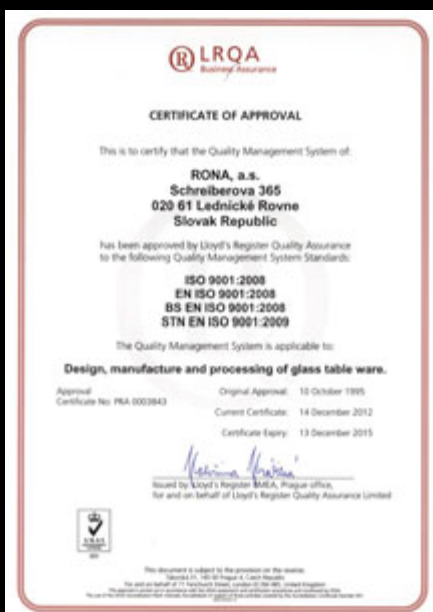 LRQA
Business Assurance
CERTIFICATE OF APPROVAL
This is to certify that the Quality Management System of:
RONA, a.s.
Schreiberova 365
020 61 Lednické Rovne
Slovak Republic
has been approved by Lloyd's Register Quality Assurance
to the following Quality Management System Standards:
ISO 9001:2008
EN ISO 9001:2008
BS EN ISO 9001:2008
STN EN ISO 9001:2009
The Quality Management System is applicable to:
Design, manufacture and processing of glass table ware.
Approval
Certificate No: PRA 0003843
Original Approval: 10 October 1995
Current Certificate: 14 December 2012
Certificate Expiry: 13 December 2015
Issued by Lloyd's Register EMEA, Prague office,
for and on behalf of Lloyd's Register Quality Assurance Limited
UKAS
This document is subject to the provision on the reverse